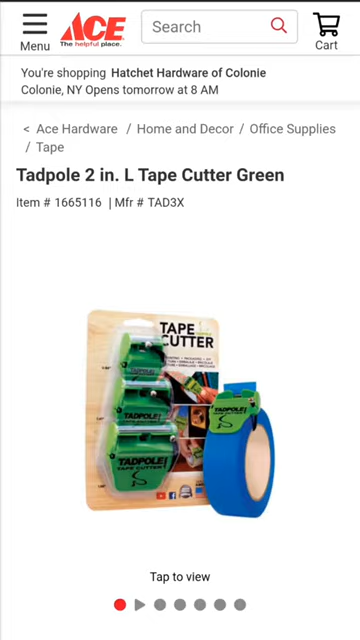 Menu
ACE
The helpful place.
Search
Cart
You're shopping Hatchet Hardware of Colonie
Colonie, NY Opens tomorrow at 8 AM
< Ace Hardware / Home and Decor / Office Supplies
/ Tape
Tadpole 2 in. L Tape Cutter Green
Item # 1665116 | Mfr # TAD3X
TAPE
CUTTER
TADPOLE
TADPOLE
TADPOLE
TAPE CUTTER
TADPOLE
Tap to view